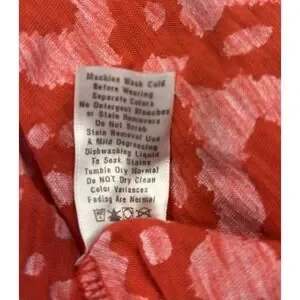 Machine Wash Cold
Before Wearing
Separate Colors
No Detergent Bleaches
or Stain Removers
Do Not Scrub
Stain Removal Use
A Mild Degreasing
Dishwashing Liquid
To Soak Stains
Tumble Dry Normal
Do NOT Dry Clean
Color Variances
Fading Are Normal